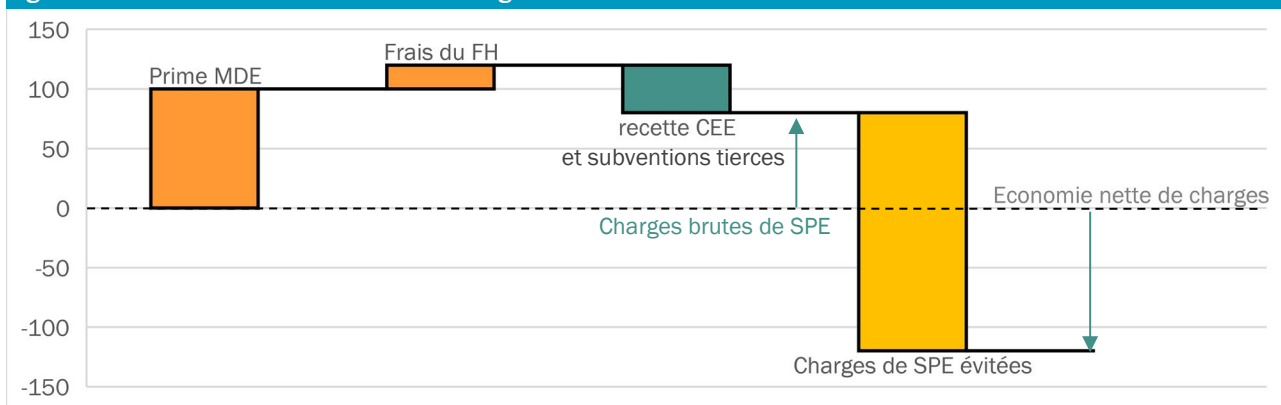 150
Frais du FH
Prime MDE
100
recette CEE
et subventions tierces
50
Economie nette de charges
0
Charges brutes de SPE
-50
-100
Charges de SPE évitées
-150